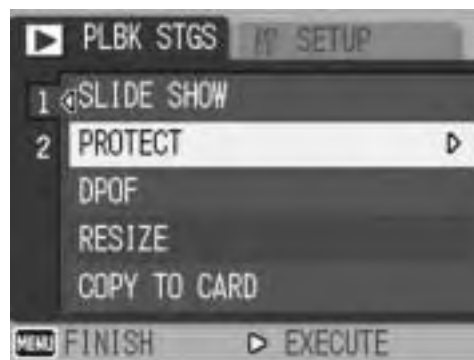 PLBK STGS SETUP
1 SLIDE SHOW
2 PROTECT
DPOF
RESIZE
COPY TO CARD
MENU FINISH EXECUTE